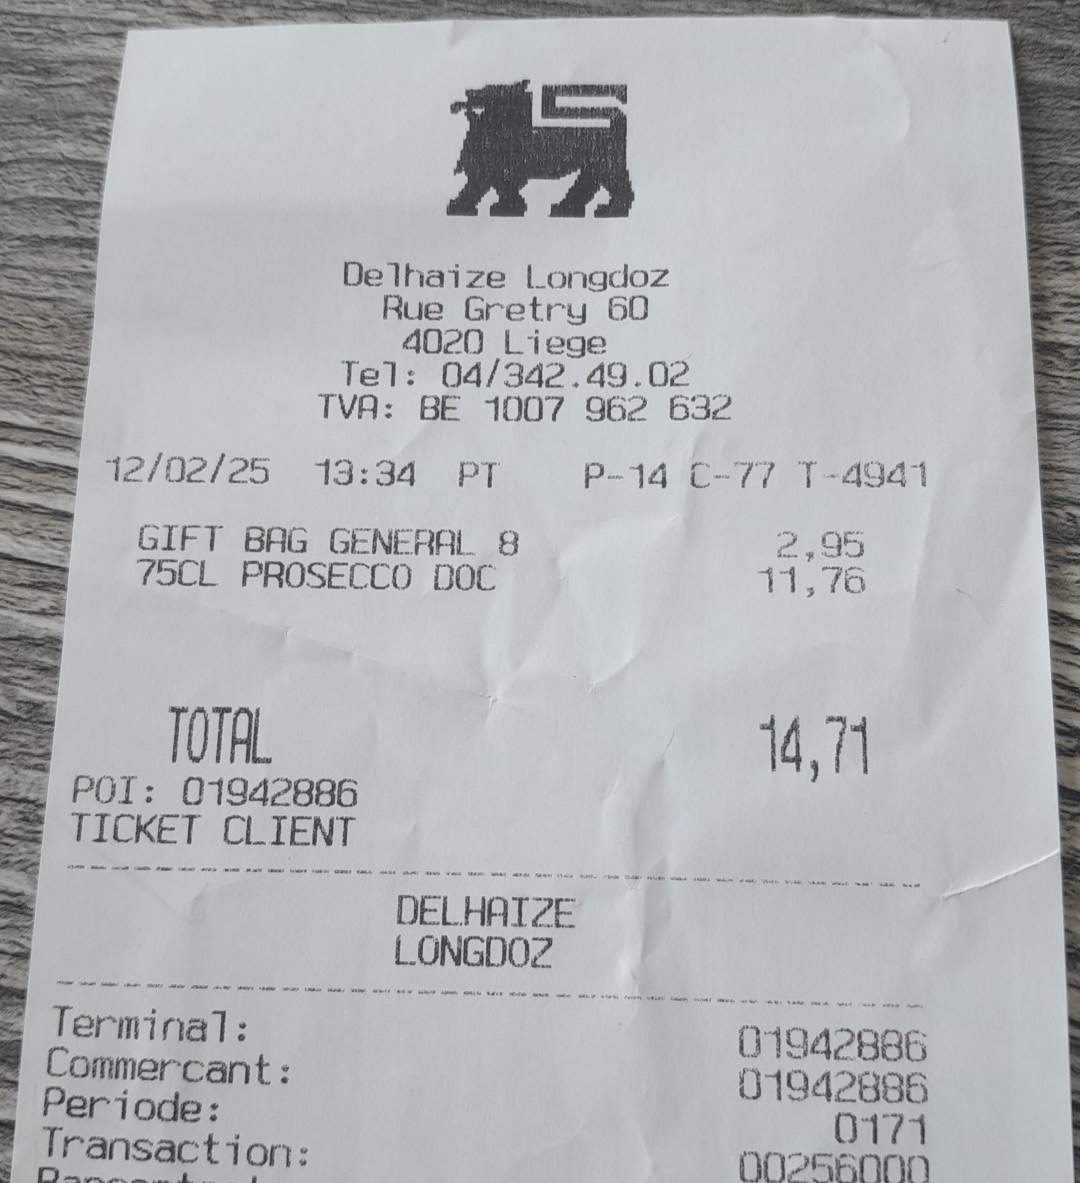 Delhaize Longdoz
Rue Gretry 60
4020 Liege
Tel: 04/342.49.02
TVA: BE 1007 962 632
12/02/25 13:34 PT P-14 C-77 T-4941
GIFT BAG GENERAL 8 2,95
75CL PROSECCO DOC 11,76
TOTAL 14,71
POI: 01942886
TICKET CLIENT
DELHAIZE
LONGDOZ
Terminal: 01942886
Commercant: 01942886
Periode: 0171
Transaction: 00256000